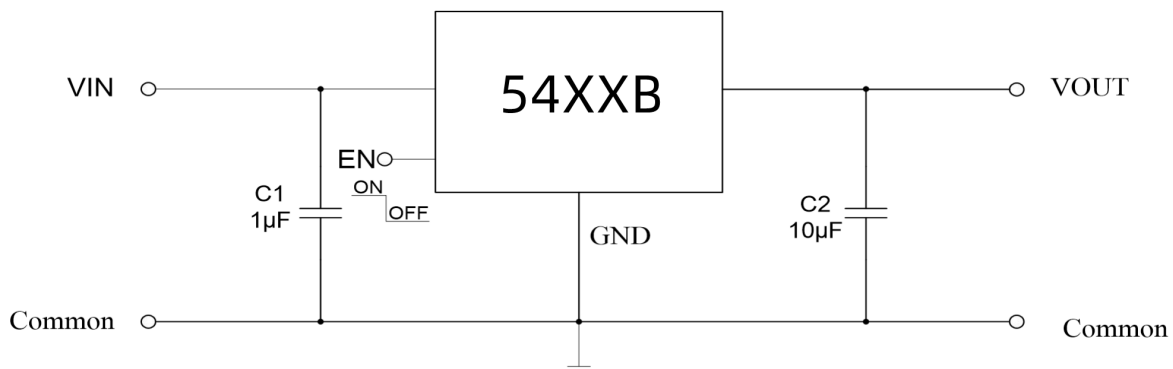 54XXB
VIN
VOUT
EN
ON
OFF
C1
1µF
C2
10µF
GND
Common
Common